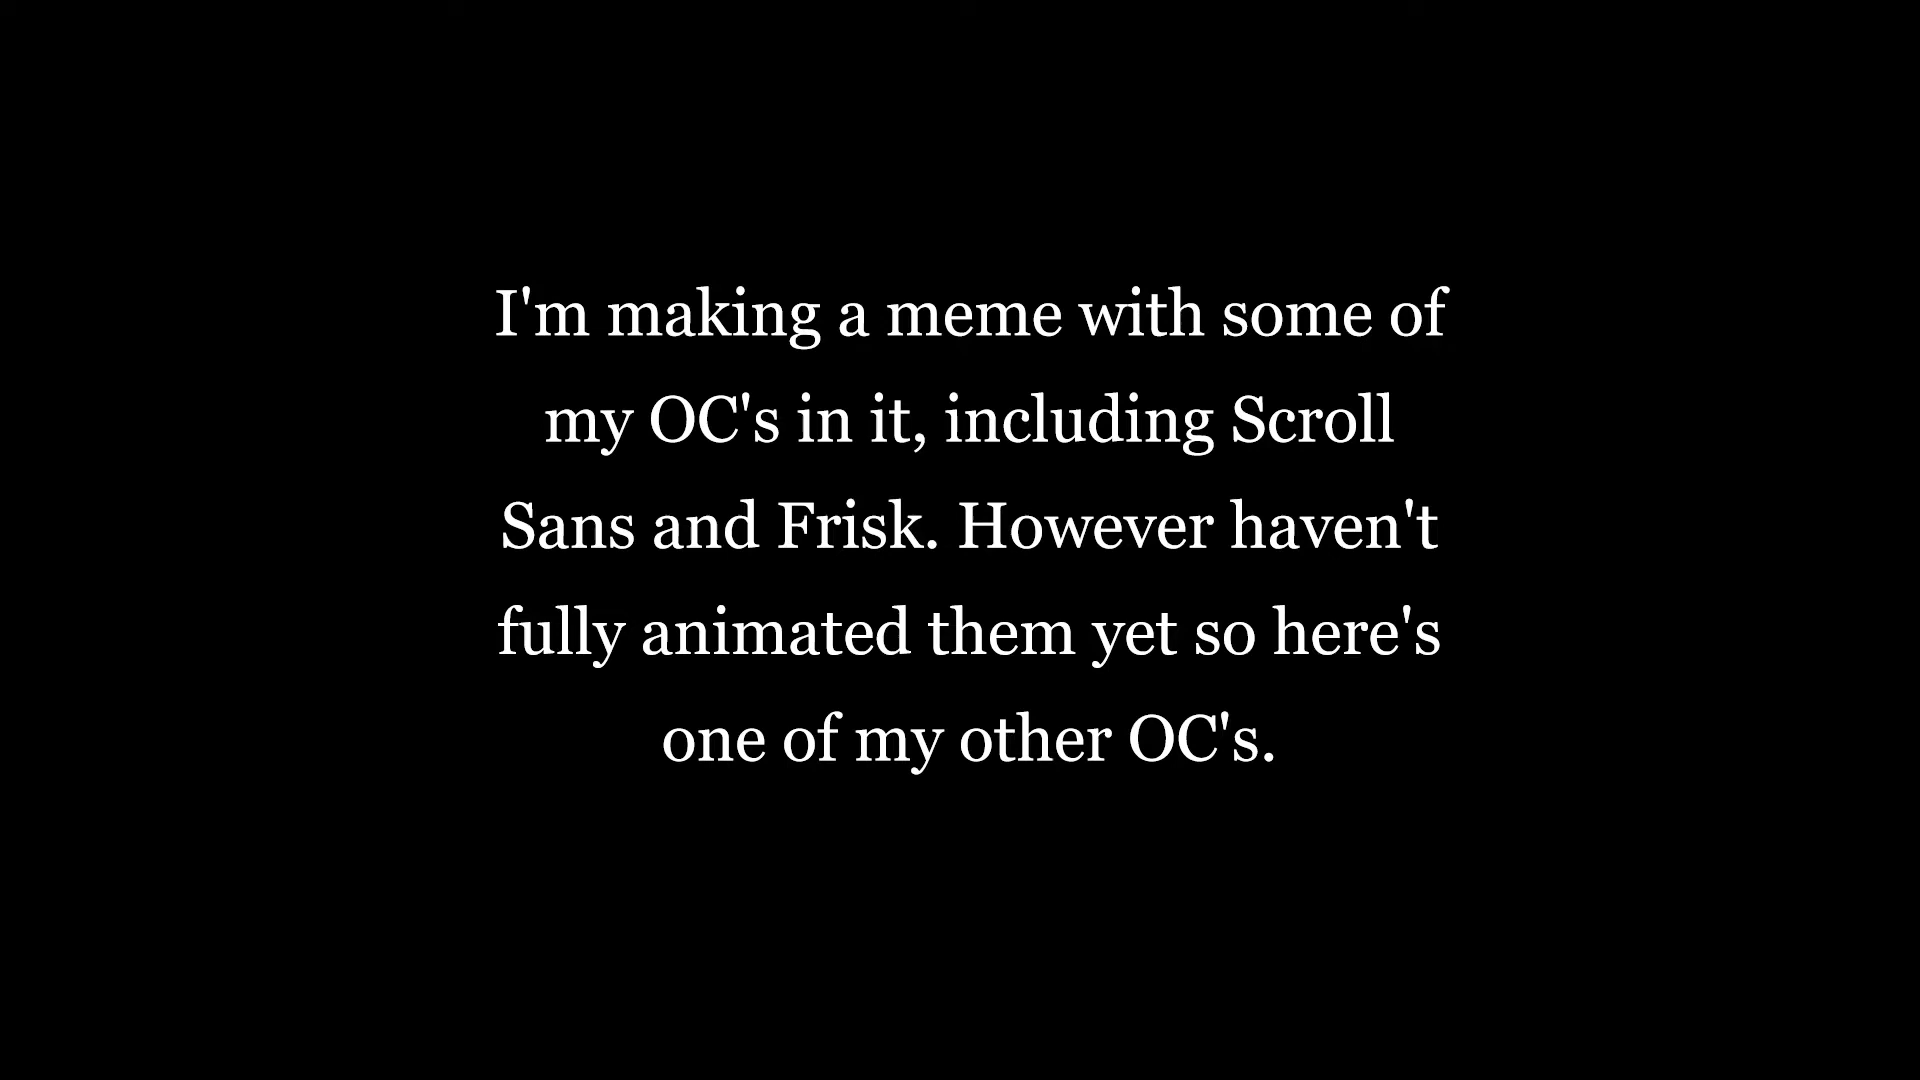 I'm making a meme with some of
my OC's in it, including Scroll
Sans and Frisk. However haven't
fully animated them yet so here's
one of my other OC's.